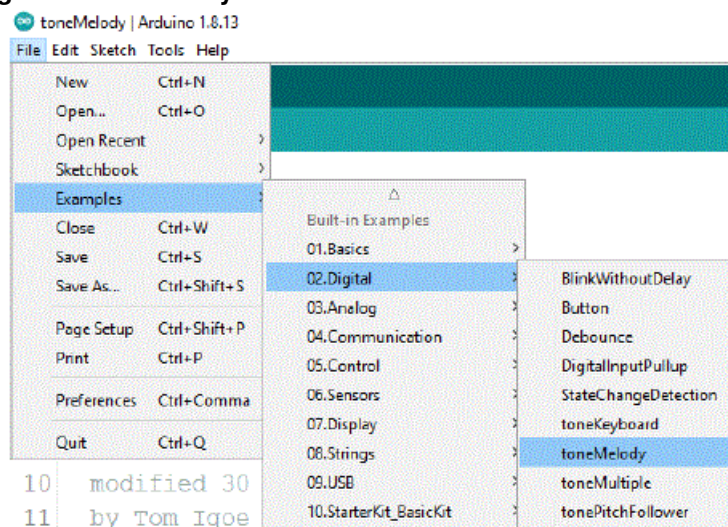 toneMelody | Arduino 1.8.13
File Edit Sketch Tools Help
New Ctrl+N
Open... Ctrl+O
Open Recent
Sketchbook
Examples
Close Ctrl+W
Save Ctrl+S
Save As... Ctrl+Shift+S
Page Setup Ctrl+Shift+P
Print Ctrl+P
Preferences Ctrl+Comma
Quit Ctrl+Q
Built-in Examples
01.Basics
02.Digital
03.Analog
04.Communication
05.Control
06.Sensors
07.Display
08.Strings
09.USB
10.StarterKit_BasicKit
BlinkWithoutDelay
Button
Debounce
DigitalInputPullup
StateChangeDetection
toneKeyboard
toneMelody
toneMultiple
tonePitchFollower
10 modified 30
11 by Tom Igoe